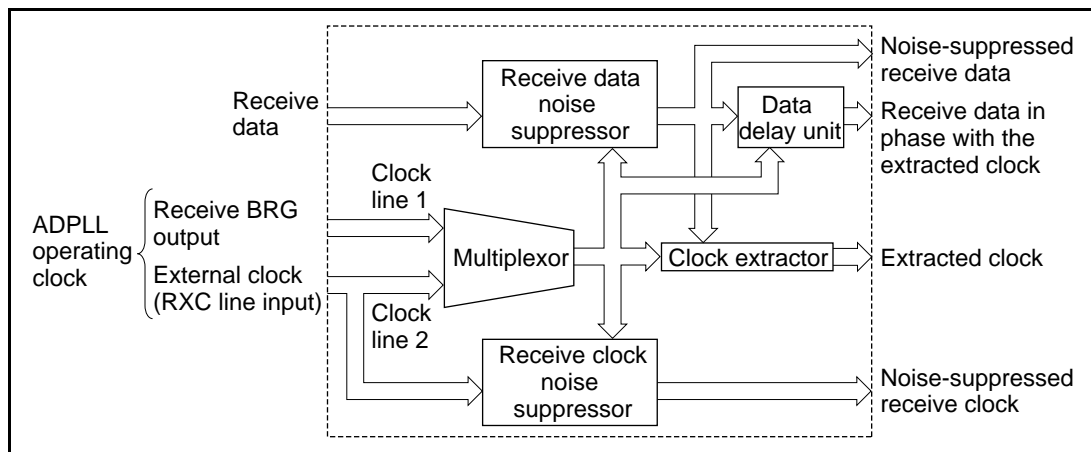 Receive
data
Receive data
noise
suppressor
Data
delay unit
Noise-suppressed
receive data
Receive data in
phase with the
extracted clock
ADPLL
operating
clock
Receive BRG
output
External clock
(RXC line input)
Clock
line 1
Clock
line 2
Multiplexor
Clock extractor
Extracted clock
Receive clock
noise
suppressor
Noise-suppressed
receive clock